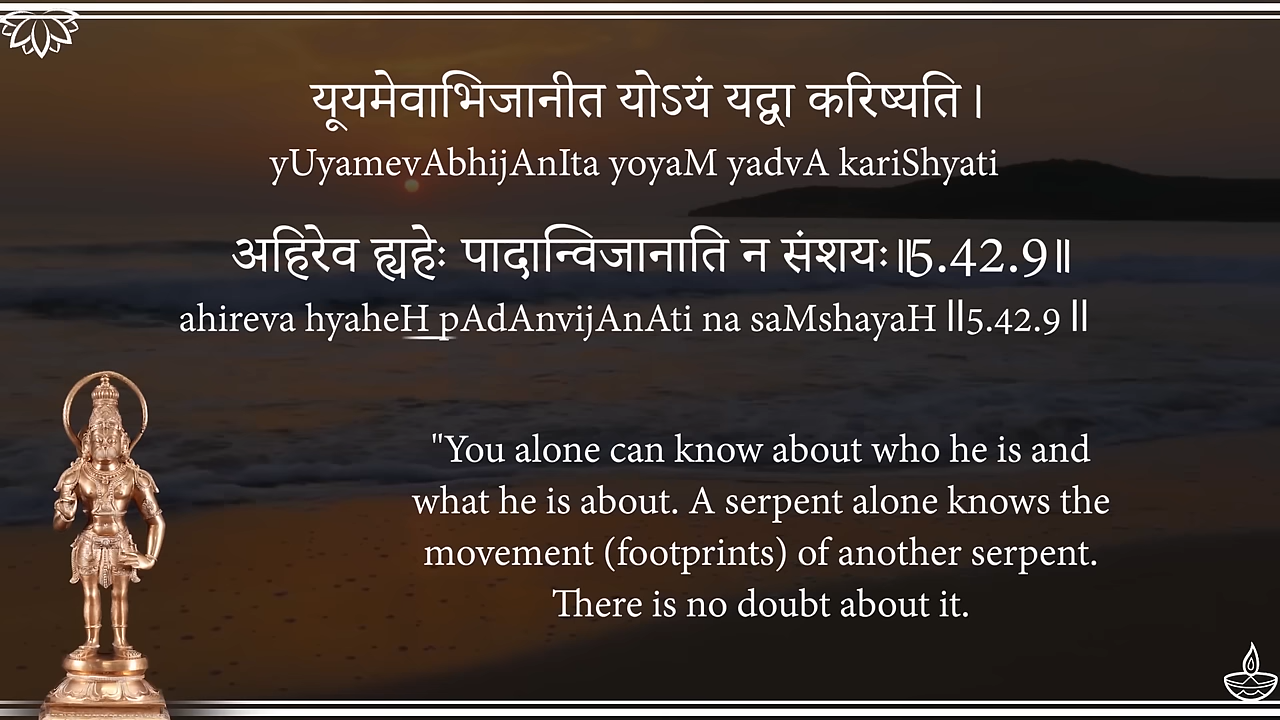 यूयमेवाभिजानीत योऽयं यद्वा करिष्यति।
yUyamevAbhijAnIta yoyaM yadvA kariShyati
अहिरेव ह्यहेः पादान्विजानाति न संशयः॥5.42.9॥
ahireva hyaheH pAdAnvijAnAti na saMshayaH ॥5.42.9 ॥
"You alone can know about who he is and
what he is about. A serpent alone knows the
movement (footprints) of another serpent.
There is no doubt about it.